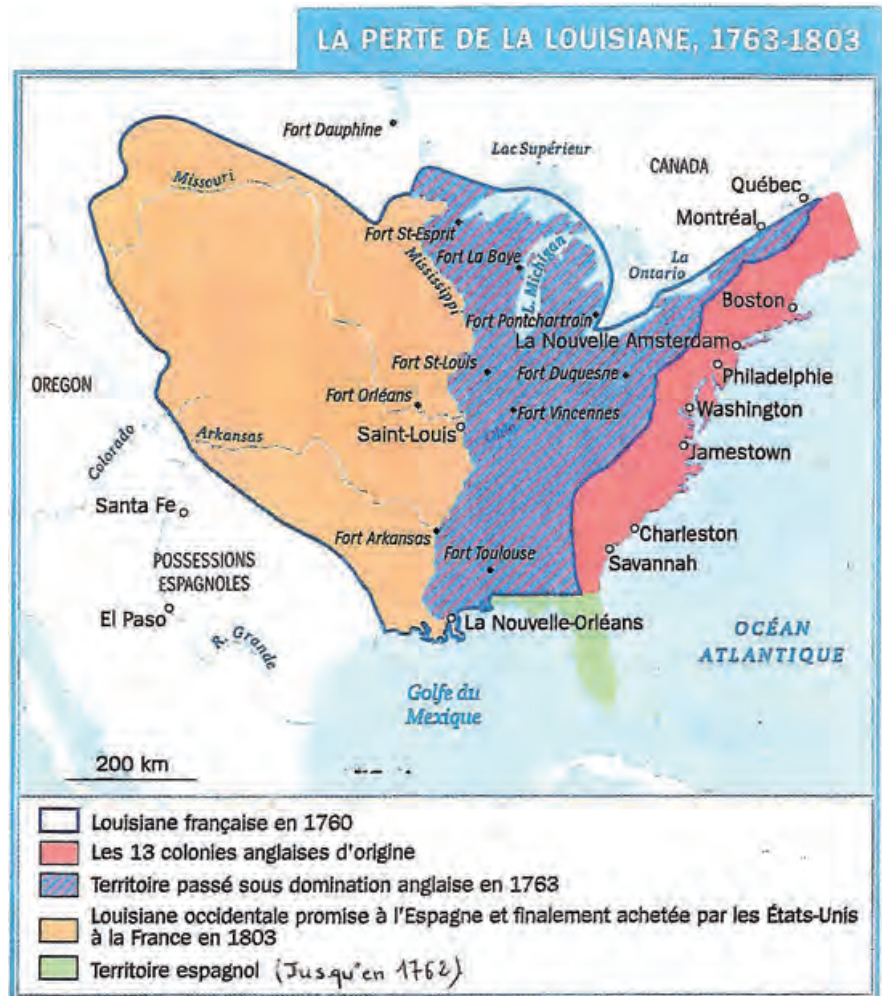 LA PERTE DE LA LOUISIANE, 1763-1803
Fort Dauphine
Lac Supérieur
CANADA
Missouri
Québec
Montréal
Fort St-Esprit
Mississippi
Fort La Baye
L. Michigan
La
Ontario
Boston
Fort Pontchartrain
La Nouvelle Amsterdam
Fort St-Louis
Fort Duquesne
Philadelphie
OREGON
Fort Orléans
Fort Vincennes
Washington
Saint-Louis
Ohio
Jamestown
Colorado
Arkansas
Santa Fe
Fort Arkansas
Charleston
Fort Toulouse
Savannah
POSSESSIONS
ESPAGNOLES
El Paso
La Nouvelle-Orléans
R. Grande
OCÉAN
ATLANTIQUE
Golfe du
Mexique
200 km
Louisiane française en 1760
Les 13 colonies anglaises d'origine
Territoire passé sous domination anglaise en 1763
Louisiane occidentale promise à l'Espagne et finalement achetée par les États-Unis
à la France en 1803
Territoire espagnol (Jusqu'en 1762)